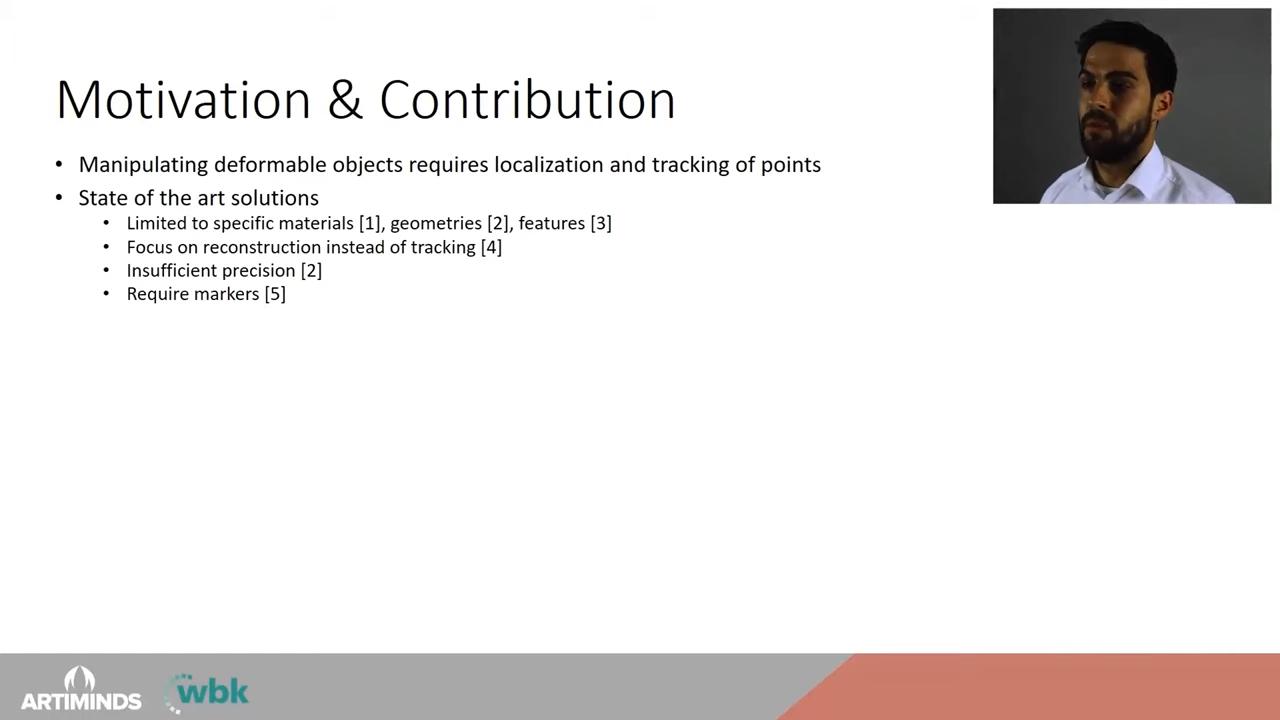 Motivation & Contribution
• Manipulating deformable objects requires localization and tracking of points
• State of the art solutions
• Limited to specific materials [1], geometries [2], features [3]
• Focus on reconstruction instead of tracking [4]
• Insufficient precision [2]
• Require markers [5]
ARTIMINDS
wbk